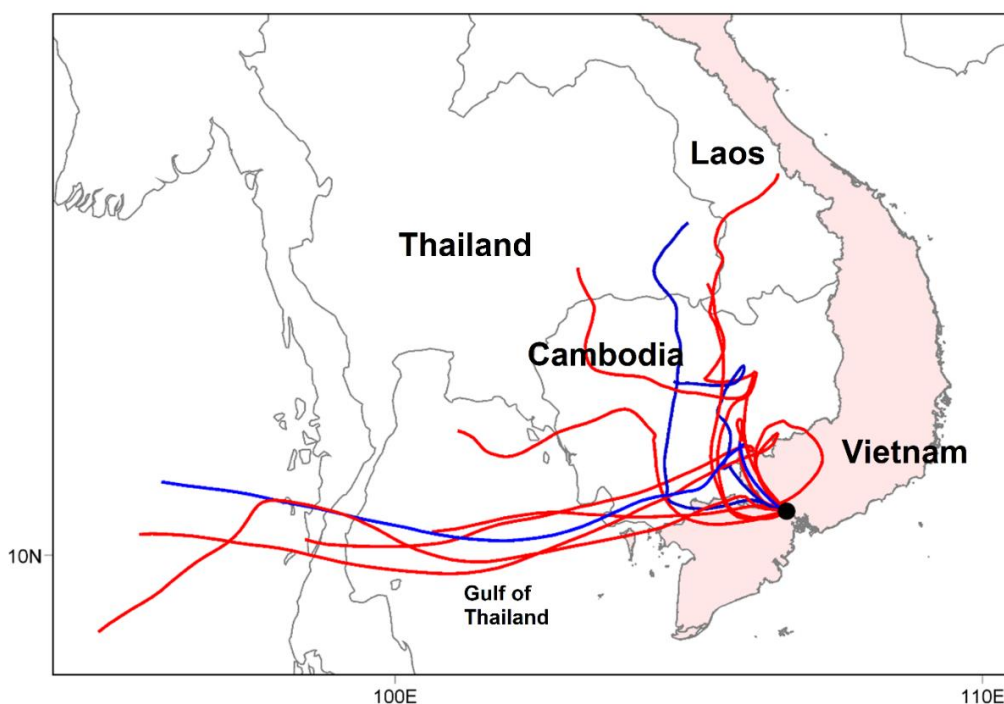 Laos
Thailand
Cambodia
Vietnam
10N
Gulf of
Thailand
100E
110E